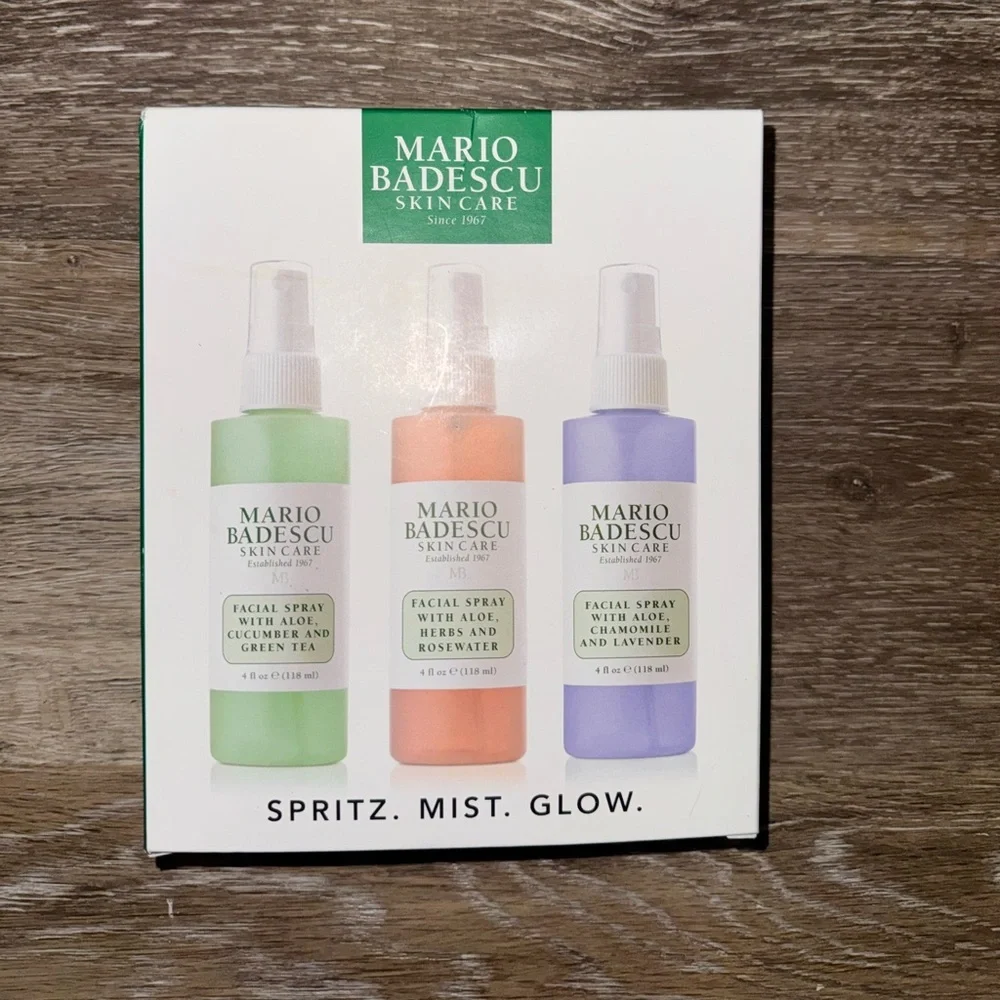 MARIO
BADESCU
SKIN CARE
Since 1967
MARIO
BADESCU
SKIN CARE
Established 1967
MB
FACIAL SPRAY
WITH ALOE,
CUCUMBER AND
GREEN TEA
4 fl oz ℮ (118 ml)
MARIO
BADESCU
SKIN CARE
Established 1967
MB
FACIAL SPRAY
WITH ALOE,
HERBS AND
ROSEWATER
4 fl oz ℮ (118 ml)
MARIO
BADESCU
SKIN CARE
Established 1967
MB
FACIAL SPRAY
WITH ALOE,
CHAMOMILE
AND LAVENDER
4 fl oz ℮ (118 ml)
SPRITZ. MIST. GLOW.